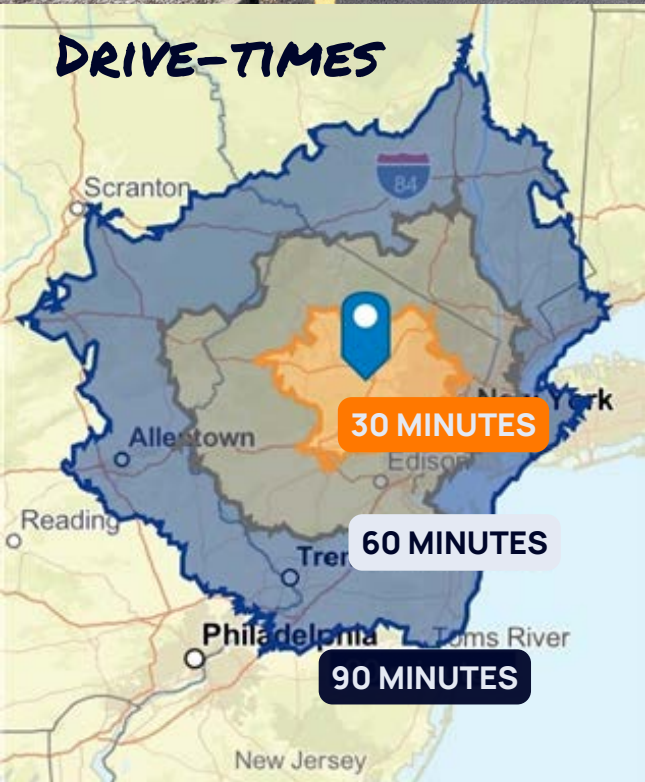 DRIVE-TIMES
84
Scranton
New York
30 MINUTES
Allentown
Edison
Reading
60 MINUTES
Tren
Philadelphia
Toms River
90 MINUTES
New Jersey